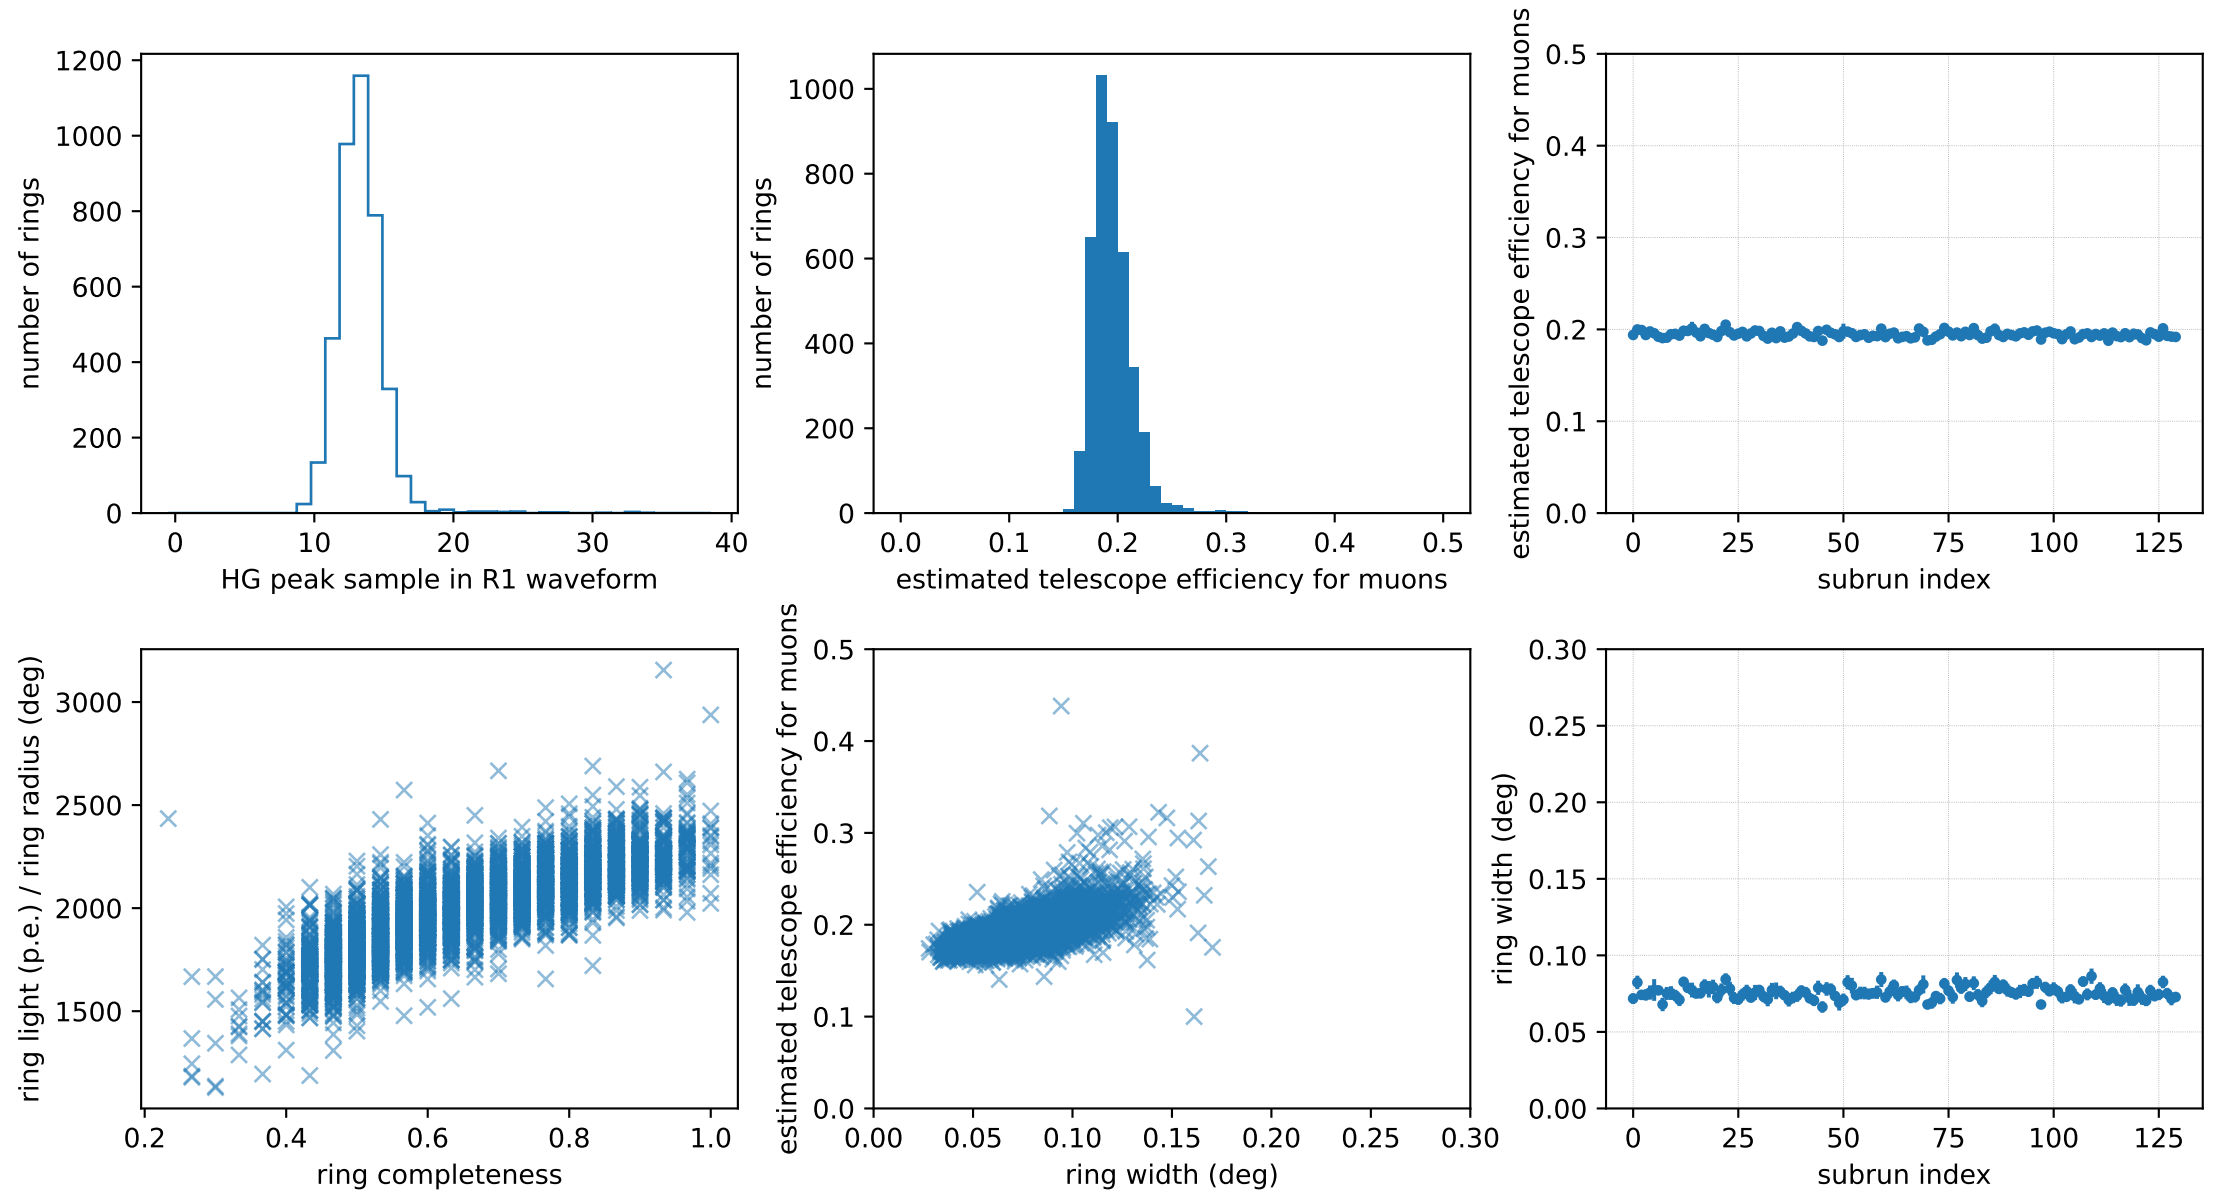 1200
1000
800
600
400
200
0
number of rings
0 10 20 30 40
HG peak sample in R1 waveform
1000
800
600
400
200
0
number of rings
0.0 0.1 0.2 0.3 0.4 0.5
estimated telescope efficiency for muons
0.5
0.4
0.3
0.2
0.1
0.0
estimated telescope efficiency for muons
0 25 50 75 100 125
subrun index
3000
2500
2000
1500
ring light (p.e.) / ring radius (deg)
0.2 0.4 0.6 0.8 1.0
ring completeness
0.5
0.4
0.3
0.2
0.1
0.0
estimated telescope efficiency for muons
0.00 0.05 0.10 0.15 0.20 0.25 0.30
ring width (deg)
0.30
0.25
0.20
0.15
0.10
0.05
0.00
ring width (deg)
0 25 50 75 100 125
subrun index